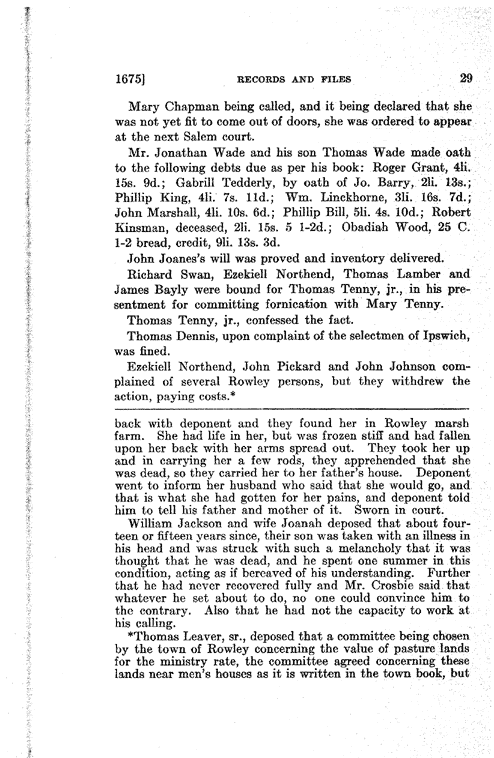 1675] RECORDS AND FILES 29
Mary Chapman being called, and it being declared that she
was not yet fit to come out of doors, she was ordered to appear
at the next Salem court.
Mr. Jonathan Wade and his son Thomas Wade made oath
to the following debts due as per his book: Roger Grant, 4li.
15s. 9d.; Gabrill Tedderly, by oath of Jo. Barry, 2li. 13s.;
Phillip King, 4li. 7s. 11d.; Wm. Linckhorne, 3li. 16s. 7d.;
John Marshall, 4li. 10s. 6d.; Phillip Bill, 5li. 4s. 10d.; Robert
Kinsman, deceased, 2li. 15s. 5 1-2d.; Obadiah Wood, 25 C.
1-2 bread, credit, 9li. 13s. 3d.
John Joanes's will was proved and inventory delivered.
Richard Swan, Ezekiell Northend, Thomas Lamber and
James Bayly were bound for Thomas Tenny, jr., in his pre-
sentment for committing fornication with Mary Tenny.
Thomas Tenny, jr., confessed the fact.
Thomas Dennis, upon complaint of the selectmen of Ipswich,
was fined.
Ezekiell Northend, John Pickard and John Johnson com-
plained of several Rowley persons, but they withdrew the
action, paying costs.*
back with deponent and they found her in Rowley marsh
farm. She had life in her, but was frozen stiff and had fallen
upon her back with her arms spread out. They took her up
and in carrying her a few rods, they apprehended that she
was dead, so they carried her to her father's house. Deponent
went to inform her husband who said that she would go, and
that is what she had gotten for her pains, and deponent told
him to tell his father and mother of it. Sworn in court.
William Jackson and wife Joanah deposed that about four-
teen or fifteen years since, their son was taken with an illness in
his head and was struck with such a melancholy that it was
thought that he was dead, and he spent one summer in this
condition, acting as if bereaved of his understanding. Further
that he had never recovered fully and Mr. Crosbie said that
whatever he set about to do, no one could convince him to
the contrary. Also that he had not the capacity to work at
his calling.
*Thomas Leaver, sr., deposed that a committee being chosen
by the town of Rowley concerning the value of pasture lands
for the ministry rate, the committee agreed concerning these
lands near men's houses as it is written in the town book, but